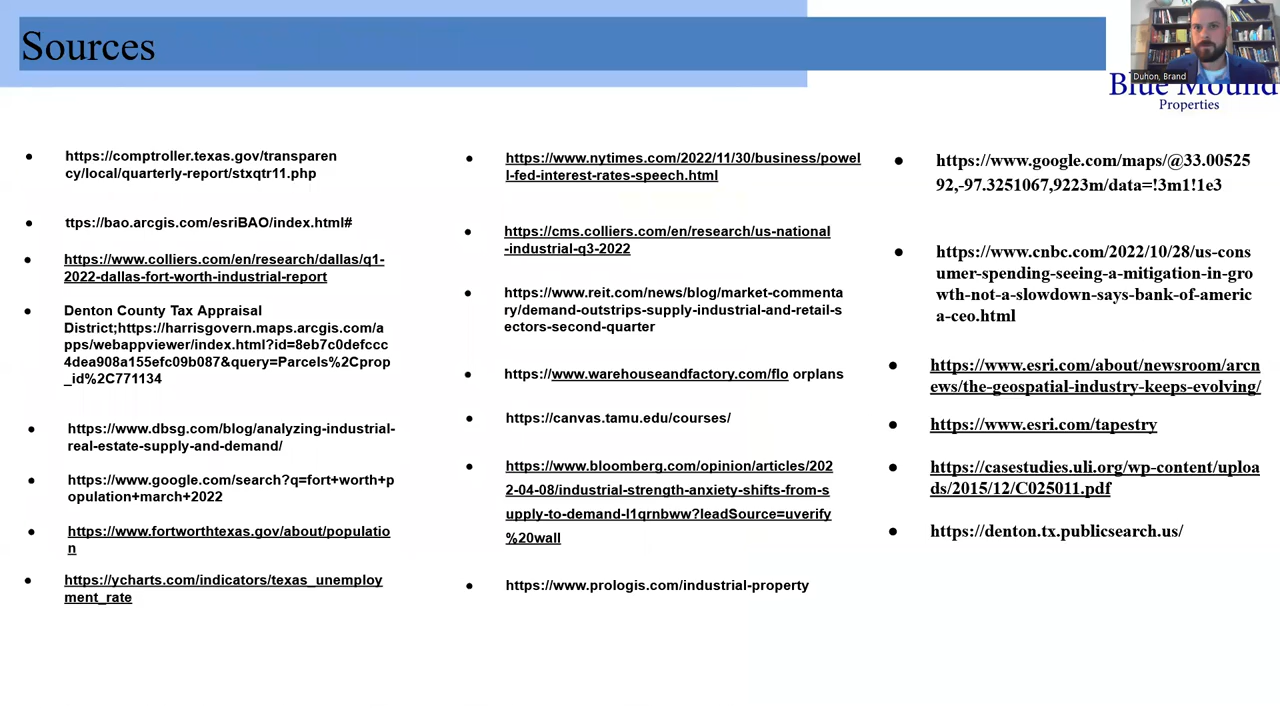 Sources
Duhon, Brand
Blue Mound
Properties
● https://comptroller.texas.gov/transparen
cy/local/quarterly-report/stxqtr11.php
● ttps://bao.arcgis.com/esriBAO/index.html#
● https://www.colliers.com/en/research/dallas/q1-
2022-dallas-fort-worth-industrial-report
● Denton County Tax Appraisal
District;https://harrisgovern.maps.arcgis.com/a
pps/webappviewer/index.html?id=8eb7c0defccc
4dea908a155efc09b087&query=Parcels%2Cprop
_id%2C771134
● https://www.dbsg.com/blog/analyzing-industrial-
real-estate-supply-and-demand/
● https://www.google.com/search?q=fort+worth+p
opulation+march+2022
● https://www.fortworthtexas.gov/about/populatio
n
● https://ycharts.com/indicators/texas_unemploy
ment_rate
● https://www.nytimes.com/2022/11/30/business/powel
l-fed-interest-rates-speech.html
● https://cms.colliers.com/en/research/us-national
-industrial-q3-2022
● https://www.reit.com/news/blog/market-commenta
ry/demand-outstrips-supply-industrial-and-retail-s
ectors-second-quarter
● https://www.warehouseandfactory.com/flo orplans
● https://canvas.tamu.edu/courses/
● https://www.bloomberg.com/opinion/articles/202
2-04-08/industrial-strength-anxiety-shifts-from-s
upply-to-demand-l1qrnbww?leadSource=uverify
%20wall
● https://www.prologis.com/industrial-property
● https://www.google.com/maps/@33.00525
92,-97.3251067,9223m/data=!3m1!1e3
● https://www.cnbc.com/2022/10/28/us-cons
umer-spending-seeing-a-mitigation-in-gro
wth-not-a-slowdown-says-bank-of-americ
a-ceo.html
● https://www.esri.com/about/newsroom/arcn
ews/the-geospatial-industry-keeps-evolving/
● https://www.esri.com/tapestry
● https://casestudies.uli.org/wp-content/uploa
ds/2015/12/C025011.pdf
● https://denton.tx.publicsearch.us/